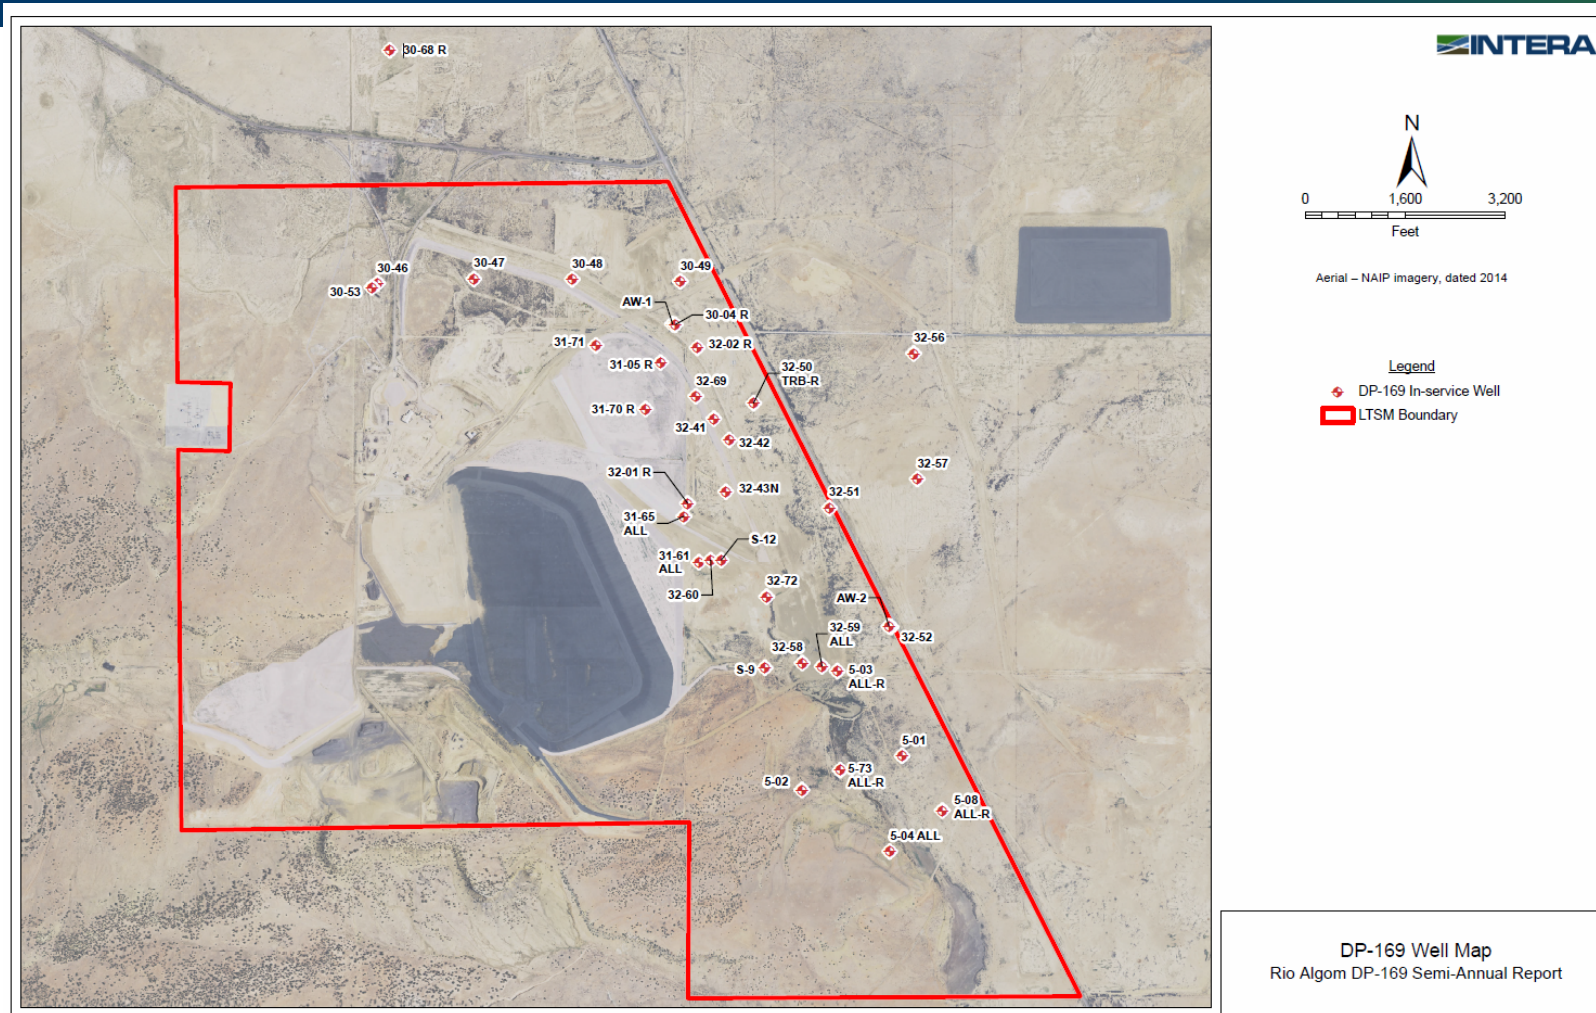 INTERA
N
0 1,600 3,200
Feet
Aerial – NAIP imagery, dated 2014
Legend
DP-169 In-service Well
LTSM Boundary
30-68 R
30-46
30-53
30-47
30-48
30-49
AW-1
30-04 R
31-71
32-02 R
31-05 R
32-50
TRB-R
32-56
32-69
31-70 R
32-41
32-42
32-57
32-01 R
32-43N
32-51
31-65
ALL
S-12
31-61
ALL
32-60
32-72
AW-2
32-59
ALL
32-52
32-58
S-9
5-03
ALL-R
5-01
5-73
ALL-R
5-02
5-08
ALL-R
5-04 ALL
DP-169 Well Map
Rio Algom DP-169 Semi-Annual Report